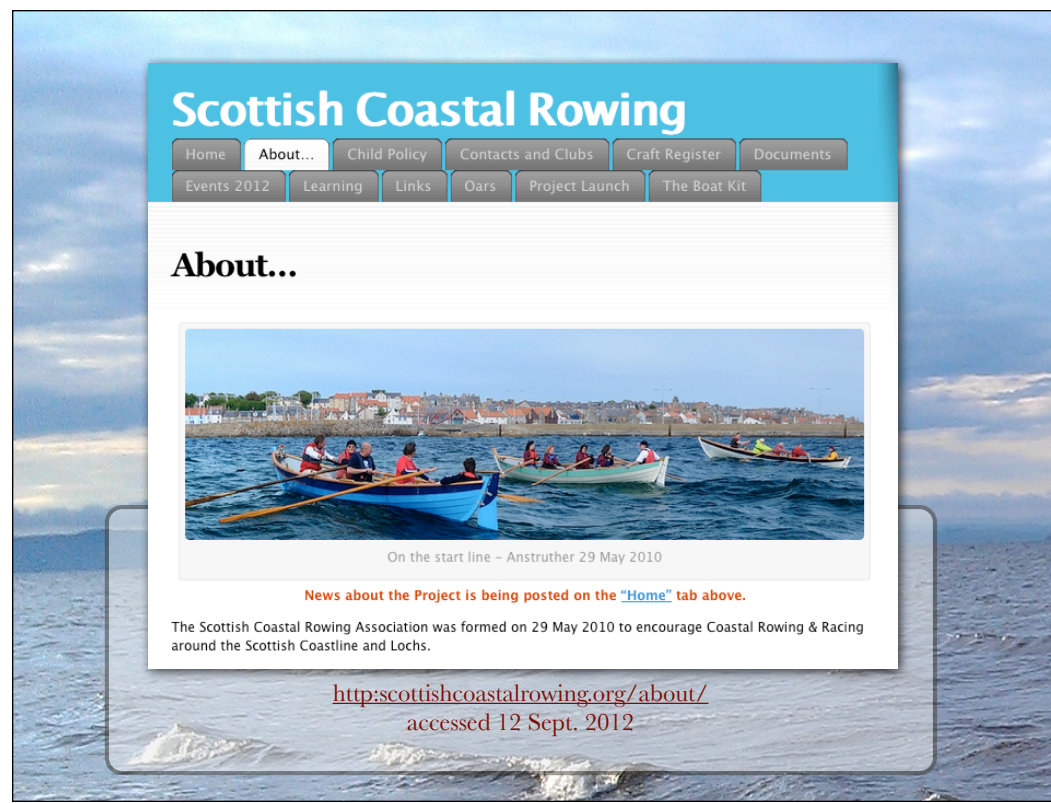 Scottish Coastal Rowing
Home About... Child Policy Contacts and Clubs Craft Register Documents
Events 2012 Learning Links Oars Project Launch The Boat Kit
About...
On the start line – Anstruther 29 May 2010
News about the Project is being posted on the “Home” tab above.
The Scottish Coastal Rowing Association was formed on 29 May 2010 to encourage Coastal Rowing & Racing
around the Scottish Coastline and Lochs.
http:scottishcoastalrowing.org/about/
accessed 12 Sept. 2012